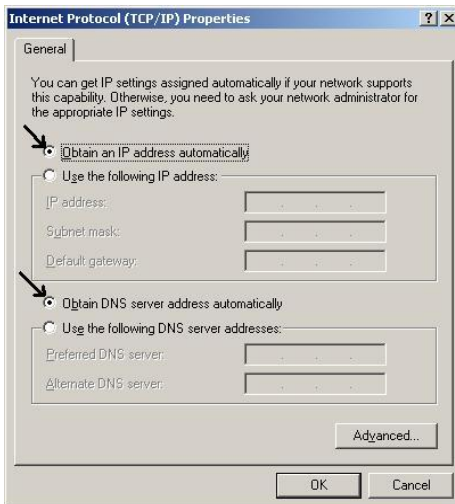 Internet Protocol (TCP/IP) Properties
General
You can get IP settings assigned automatically if your network supports
this capability. Otherwise, you need to ask your network administrator for
the appropriate IP settings.
Obtain an IP address automatically
Use the following IP address:
IP address:
Subnet mask:
Default gateway:
Obtain DNS server address automatically
Use the following DNS server addresses:
Preferred DNS server:
Alternate DNS server:
Advanced...
OK Cancel